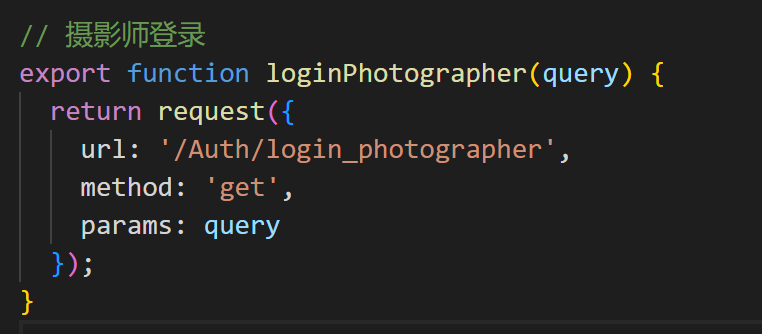 // 摄影师登录
export function loginPhotographer(query) {
  return request({
    url: '/Auth/login_photographer',
    method: 'get',
    params: query
  });
}